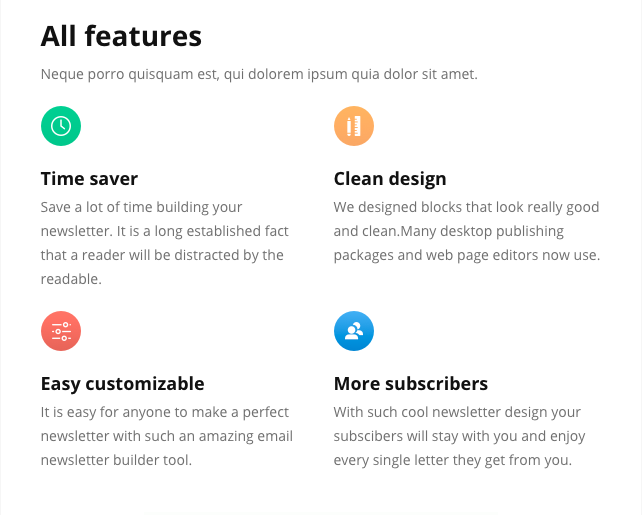 All features
Neque porro quisquam est, qui dolorem ipsum quia dolor sit amet.
Time saver
Save a lot of time building your
newsletter. It is a long established fact
that a reader will be distracted by the
readable.
Clean design
We designed blocks that look really good
and clean.Many desktop publishing
packages and web page editors now use.
Easy customizable
It is easy for anyone to make a perfect
newsletter with such an amazing email
newsletter builder tool.
More subscribers
With such cool newsletter design your
subscibers will stay with you and enjoy
every single letter they get from you.